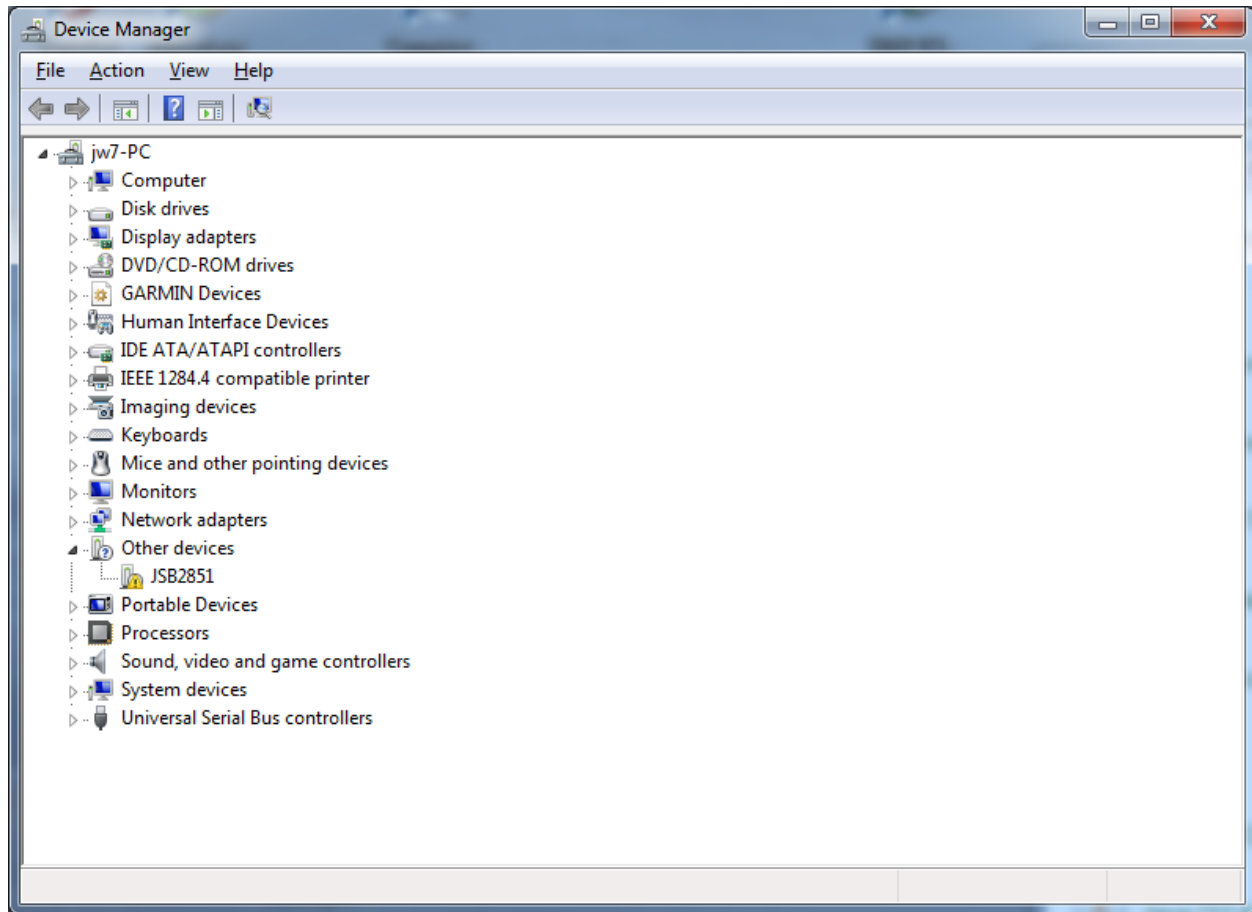 Device Manager
File Action View Help
jw7-PC
Computer
Disk drives
Display adapters
DVD/CD-ROM drives
GARMIN Devices
Human Interface Devices
IDE ATA/ATAPI controllers
IEEE 1284.4 compatible printer
Imaging devices
Keyboards
Mice and other pointing devices
Monitors
Network adapters
Other devices
JSB2851
Portable Devices
Processors
Sound, video and game controllers
System devices
Universal Serial Bus controllers